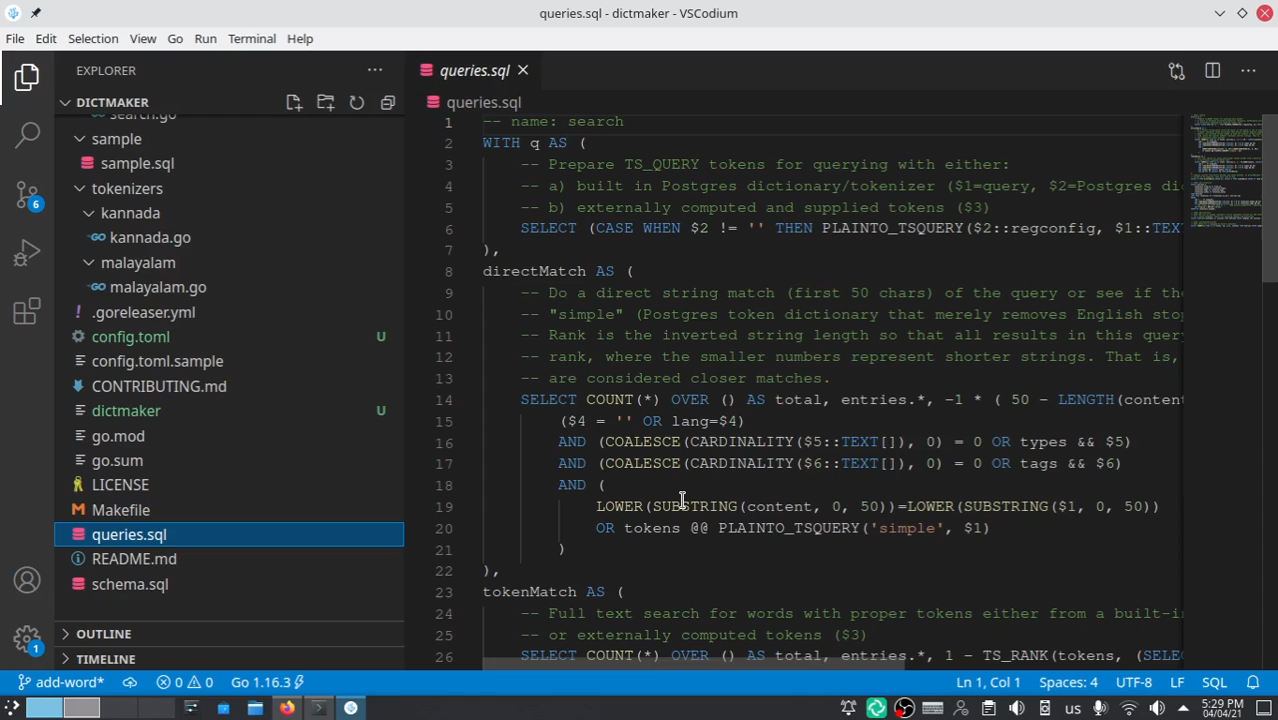 queries.sql - dictmaker - VSCodium
File Edit Selection View Go Run Terminal Help
EXPLORER
queries.sql
DICTMAKER
queries.sql
search.go
sample
sample.sql
tokenizers
kannada
kannada.go
malayalam
malayalam.go
.goreleaser.yml
config.toml U
config.toml.sample
CONTRIBUTING.md
dictmaker U
go.mod
go.sum
LICENSE
Makefile
queries.sql
README.md
schema.sql
OUTLINE
TIMELINE
6
1
1 -- name: search
2 WITH q AS (
3 -- Prepare TS_QUERY tokens for querying with either:
4 -- a) built in Postgres dictionary/tokenizer ($1=query, $2=Postgres dic
5 -- b) externally computed and supplied tokens ($3)
6 SELECT (CASE WHEN $2 != '' THEN PLAINTO_TSQUERY($2::regconfig, $1::TEXT
7 ),
8 directMatch AS (
9 -- Do a direct string match (first 50 chars) of the query or see if the
10 -- "simple" (Postgres token dictionary that merely removes English stop
11 -- Rank is the inverted string length so that all results in this query
12 -- rank, where the smaller numbers represent shorter strings. That is,
13 -- are considered closer matches.
14 SELECT COUNT(*) OVER () AS total, entries.*, -1 * ( 50 - LENGTH(content
15 ($4 = '' OR lang=$4)
16 AND (COALESCE(CARDINALITY($5::TEXT[]), 0) = 0 OR types && $5)
17 AND (COALESCE(CARDINALITY($6::TEXT[]), 0) = 0 OR tags && $6)
18 AND (
19 LOWER(SUBSTRING(content, 0, 50))=LOWER(SUBSTRING($1, 0, 50))
20 OR tokens @@ PLAINTO_TSQUERY('simple', $1)
21 )
22 ),
23 tokenMatch AS (
24 -- Full text search for words with proper tokens either from a built-i
25 -- or externally computed tokens ($3)
26 SELECT COUNT(*) OVER () AS total, entries.*, 1 - TS_RANK(tokens, (SELEC
add-word* 0 0 Go 1.16.3 Ln 1, Col 1 Spaces: 4 UTF-8 LF SQL
us 5:29 PM
04/04/21